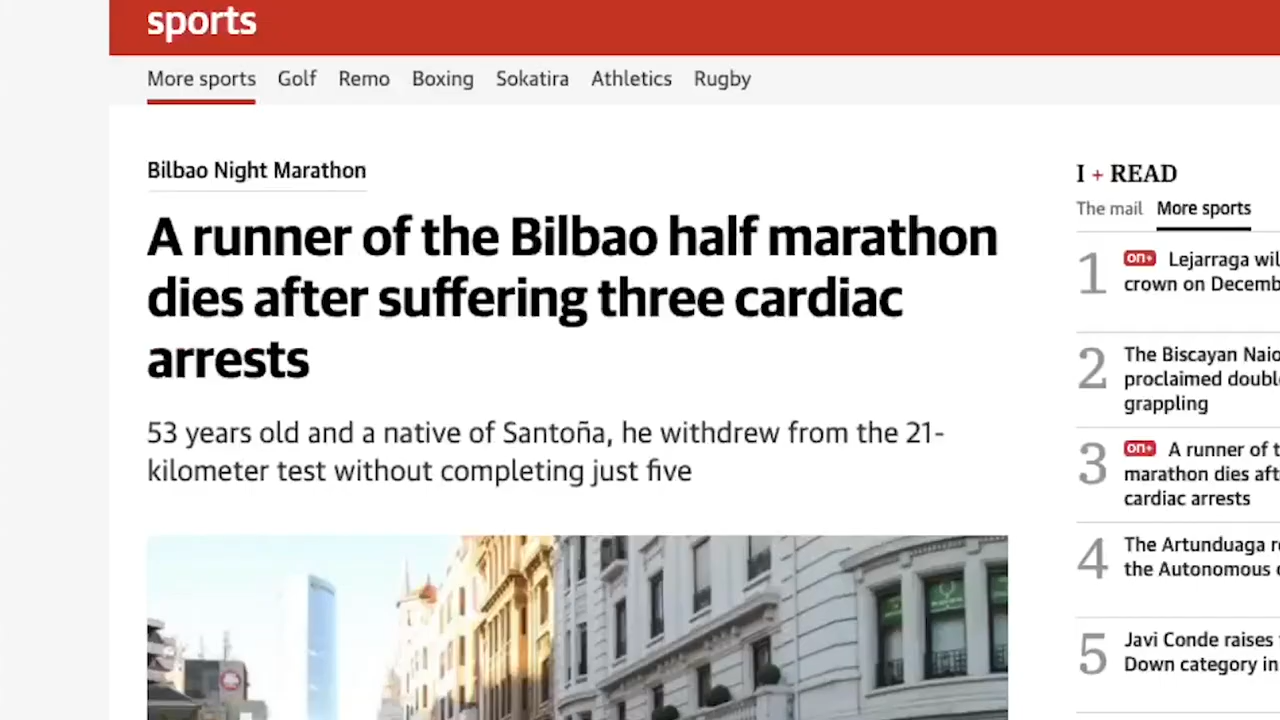 sports
More sports Golf Remo Boxing Sokatira Athletics Rugby
Bilbao Night Marathon
A runner of the Bilbao half marathon
dies after suffering three cardiac
arrests
53 years old and a native of Santoña, he withdrew from the 21-
kilometer test without completing just five
I + READ
The mail More sports
1 on+ Lejarraga
crown on
2 The Biscayan
proclaimed
grappling
3 on+ A runner of
marathon dies
cardiac arrests
4 The Artunduaga
the Autonomous
5 Javi Conde raises
Down category in